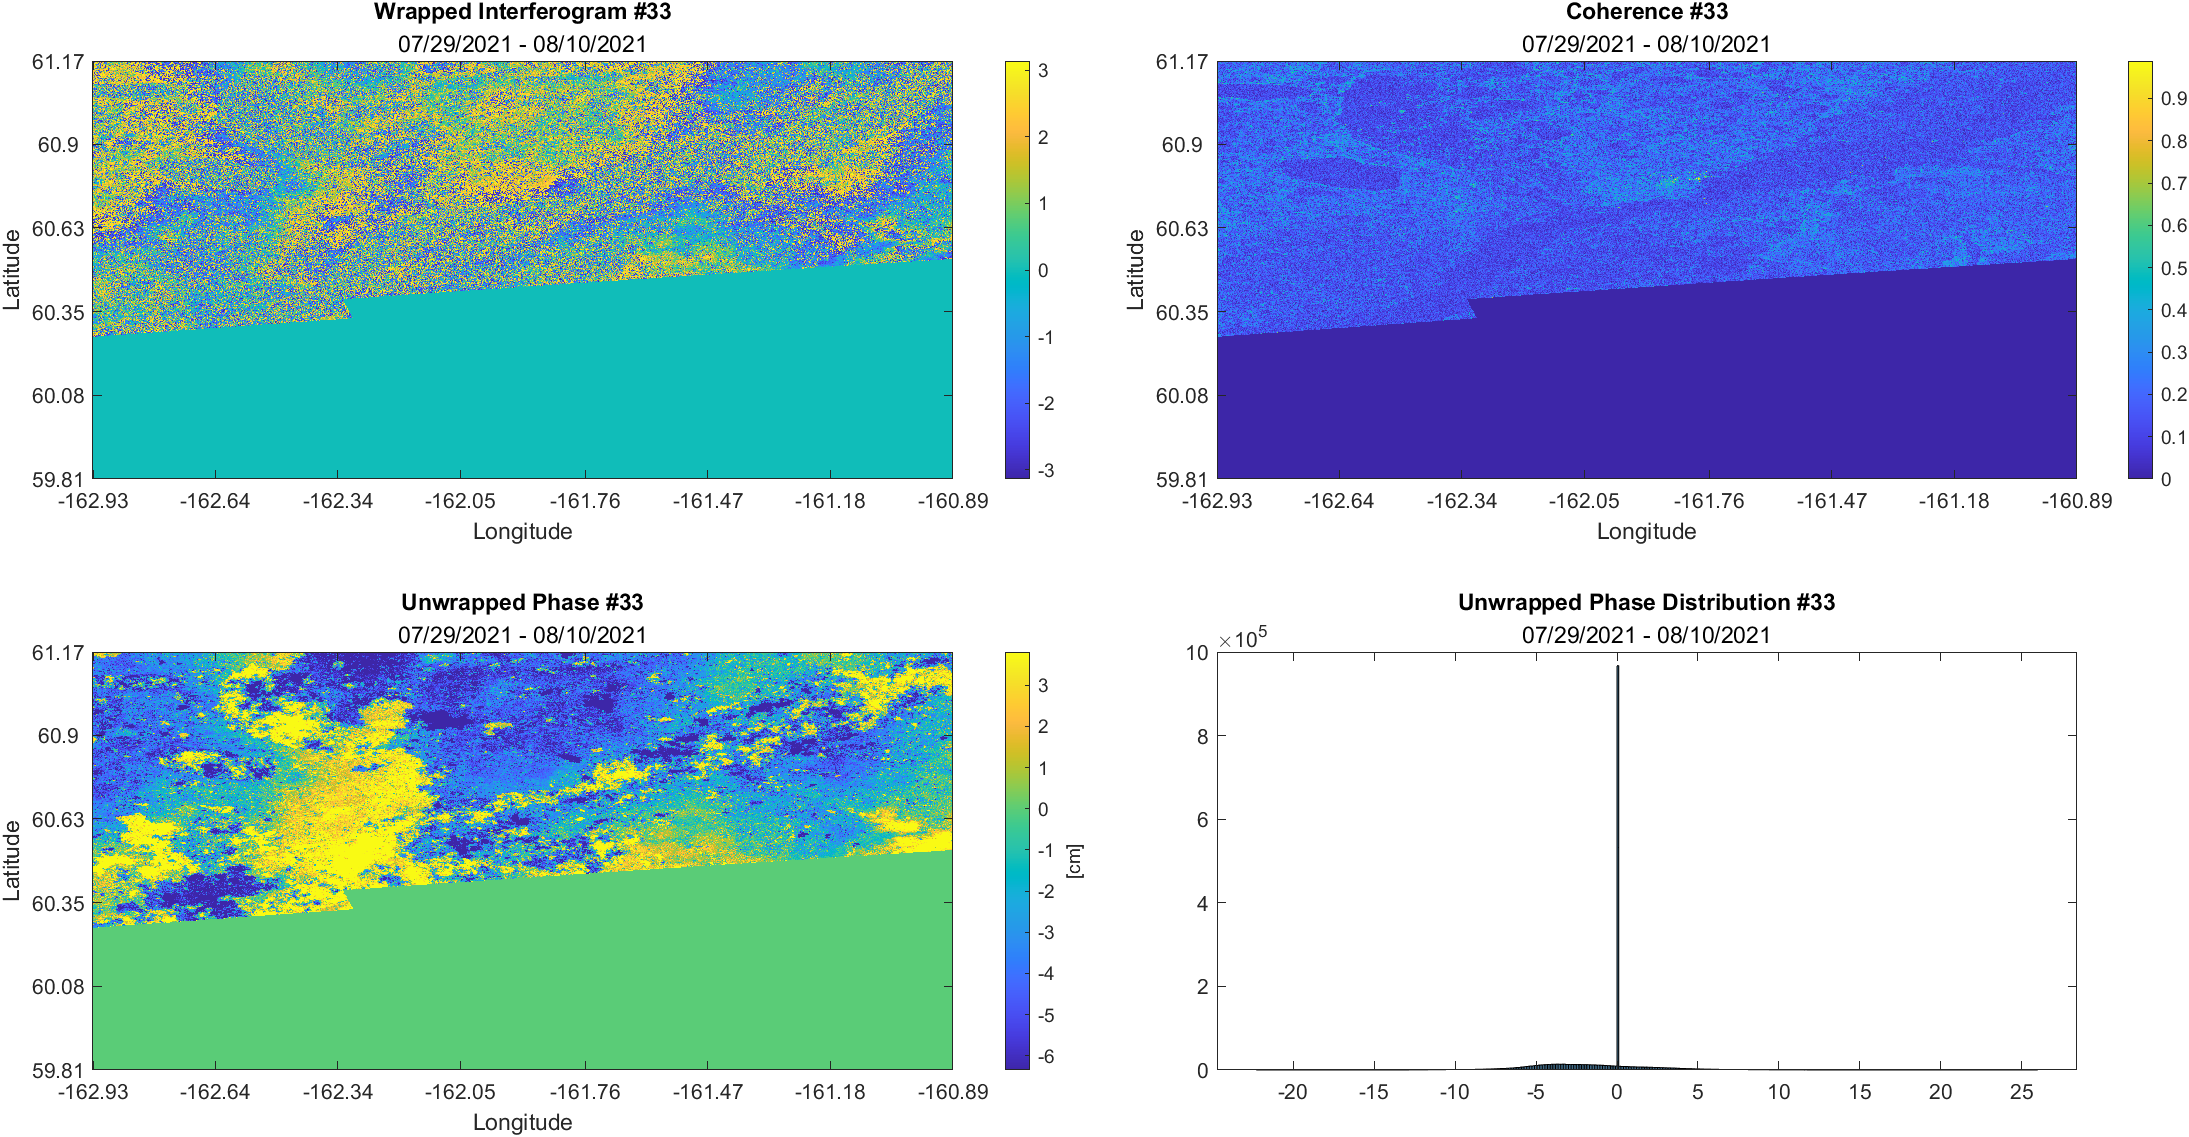 Wrapped Interferogram #33
07/29/2021 - 08/10/2021
61.17
60.9
60.63
60.35
60.08
59.81
-162.93 -162.64 -162.34 -162.05 -161.76 -161.47 -161.18 -160.89
Longitude
Latitude
3
2
1
0
-1
-2
-3
Coherence #33
07/29/2021 - 08/10/2021
61.17
60.9
60.63
60.35
60.08
59.81
-162.93 -162.64 -162.34 -162.05 -161.76 -161.47 -161.18 -160.89
Longitude
Latitude
0.9
0.8
0.7
0.6
0.5
0.4
0.3
0.2
0.1
0
Unwrapped Phase #33
07/29/2021 - 08/10/2021
61.17
60.9
60.63
60.35
60.08
59.81
-162.93 -162.64 -162.34 -162.05 -161.76 -161.47 -161.18 -160.89
Longitude
Latitude
3
2
1
0
-1
-2
-3
-4
-5
-6
[cm]
Unwrapped Phase Distribution #33
07/29/2021 - 08/10/2021
×10⁵
10
8
6
4
2
0
-20 -15 -10 -5 0 5 10 15 20 25